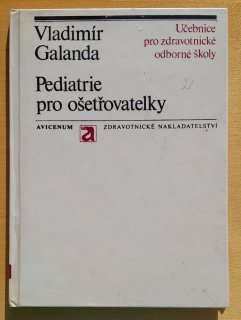 Vladimír
Galanda
Učebnice
pro zdravotnické
odborné školy
Pediatrie
pro ošetřovatelky
AVICENUM
a
ZDRAVOTNICKÉ NAKLADATELSTVÍ